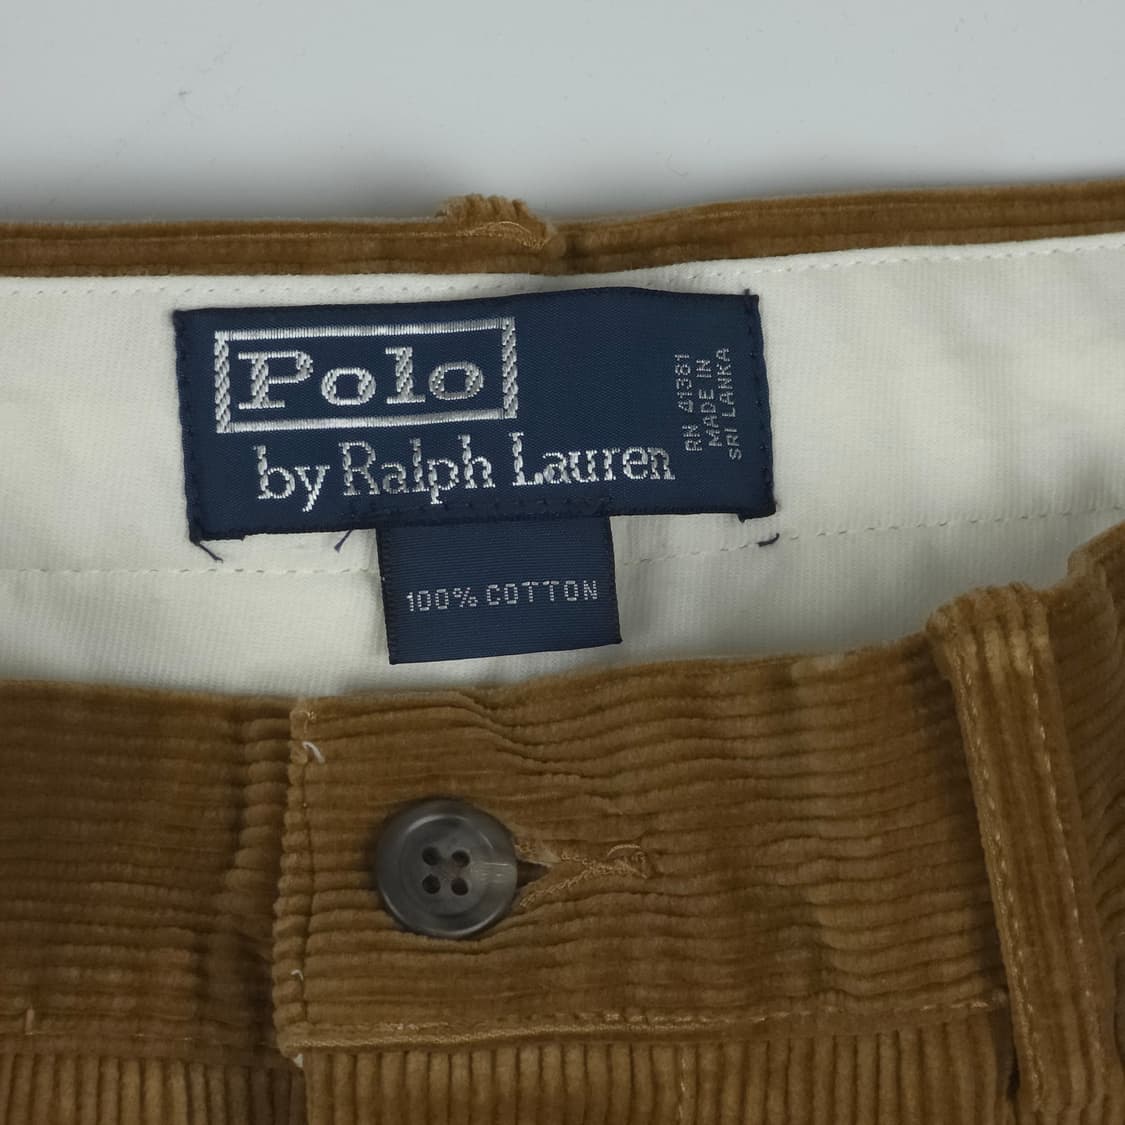 Polo
by Ralph Lauren
RN 41381
MADE IN
SRI LANKA
100% COTTON